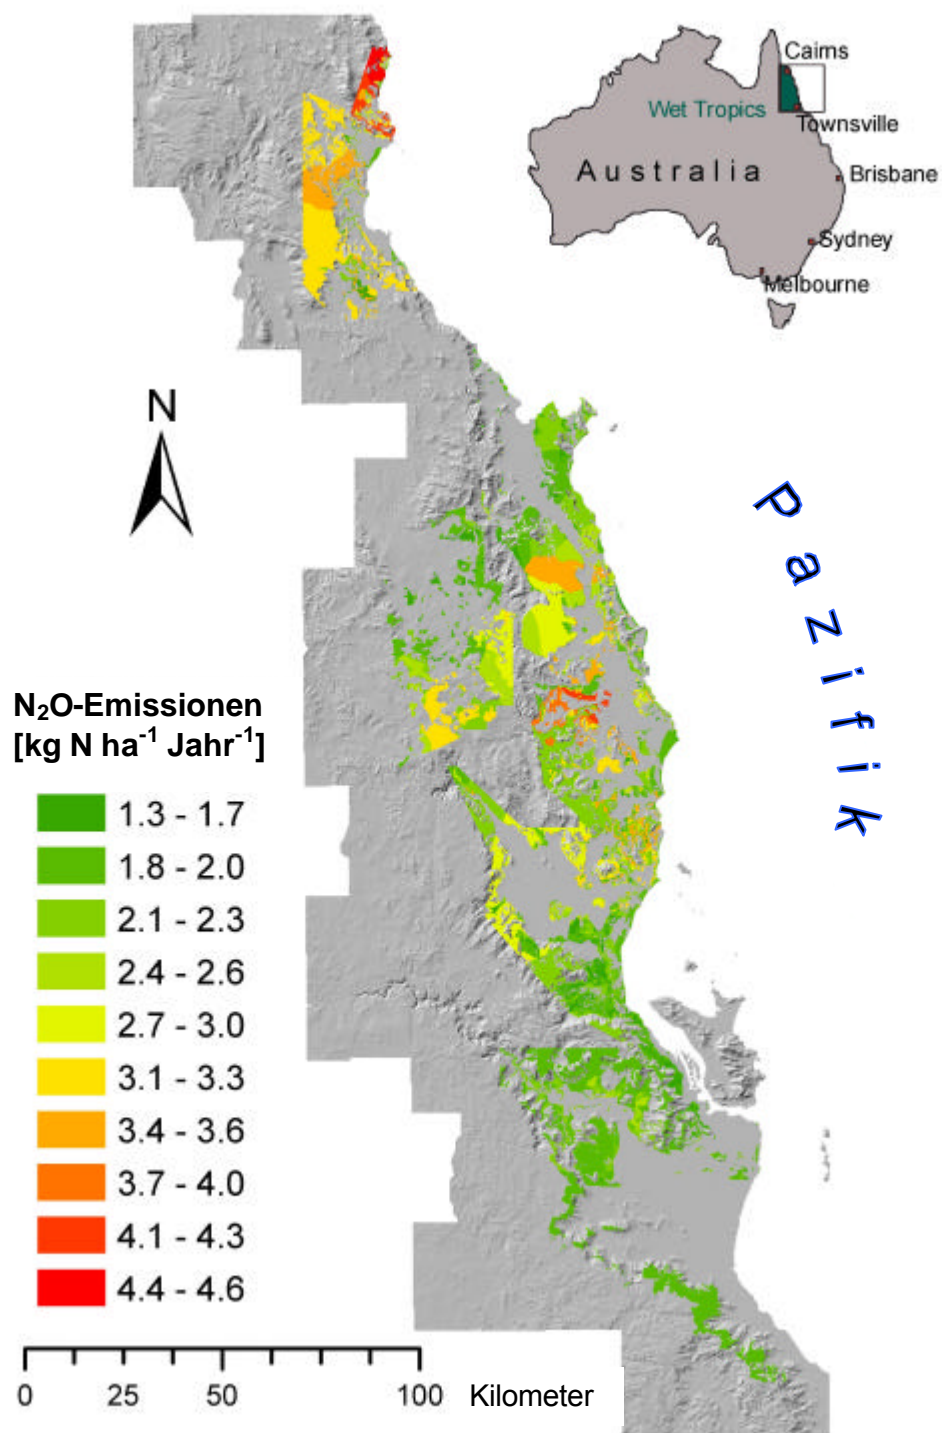 Cairns
Wet Tropics
Townsville
Australia
Brisbane
Sydney
Melbourne
N
Pazifik
N₂O-Emissionen
[kg N ha⁻¹ Jahr⁻¹]
1.3 - 1.7
1.8 - 2.0
2.1 - 2.3
2.4 - 2.6
2.7 - 3.0
3.1 - 3.3
3.4 - 3.6
3.7 - 4.0
4.1 - 4.3
4.4 - 4.6
0 25 50 100 Kilometer